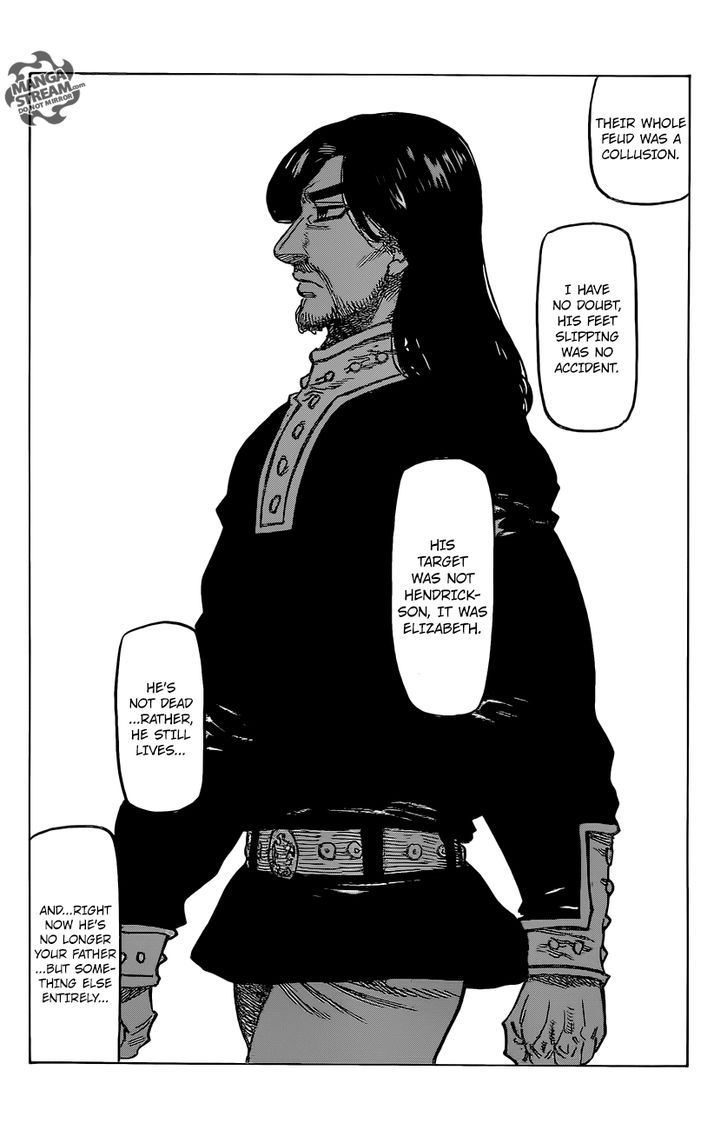 MANGA
STREAM.com
DO NOT MIRROR
THEIR WHOLE
FEUD WAS A
COLLUSION.
I HAVE
NO DOUBT,
HIS FEET
SLIPPING
WAS NO
ACCIDENT.
HIS
TARGET
WAS NOT
HENDRICK-
SON, IT WAS
ELIZABETH.
HE'S
NOT DEAD
...RATHER,
HE STILL
LIVES...
AND...RIGHT
NOW HE'S
NO LONGER
YOUR FATHER
...BUT SOME-
THING ELSE
ENTIRELY...